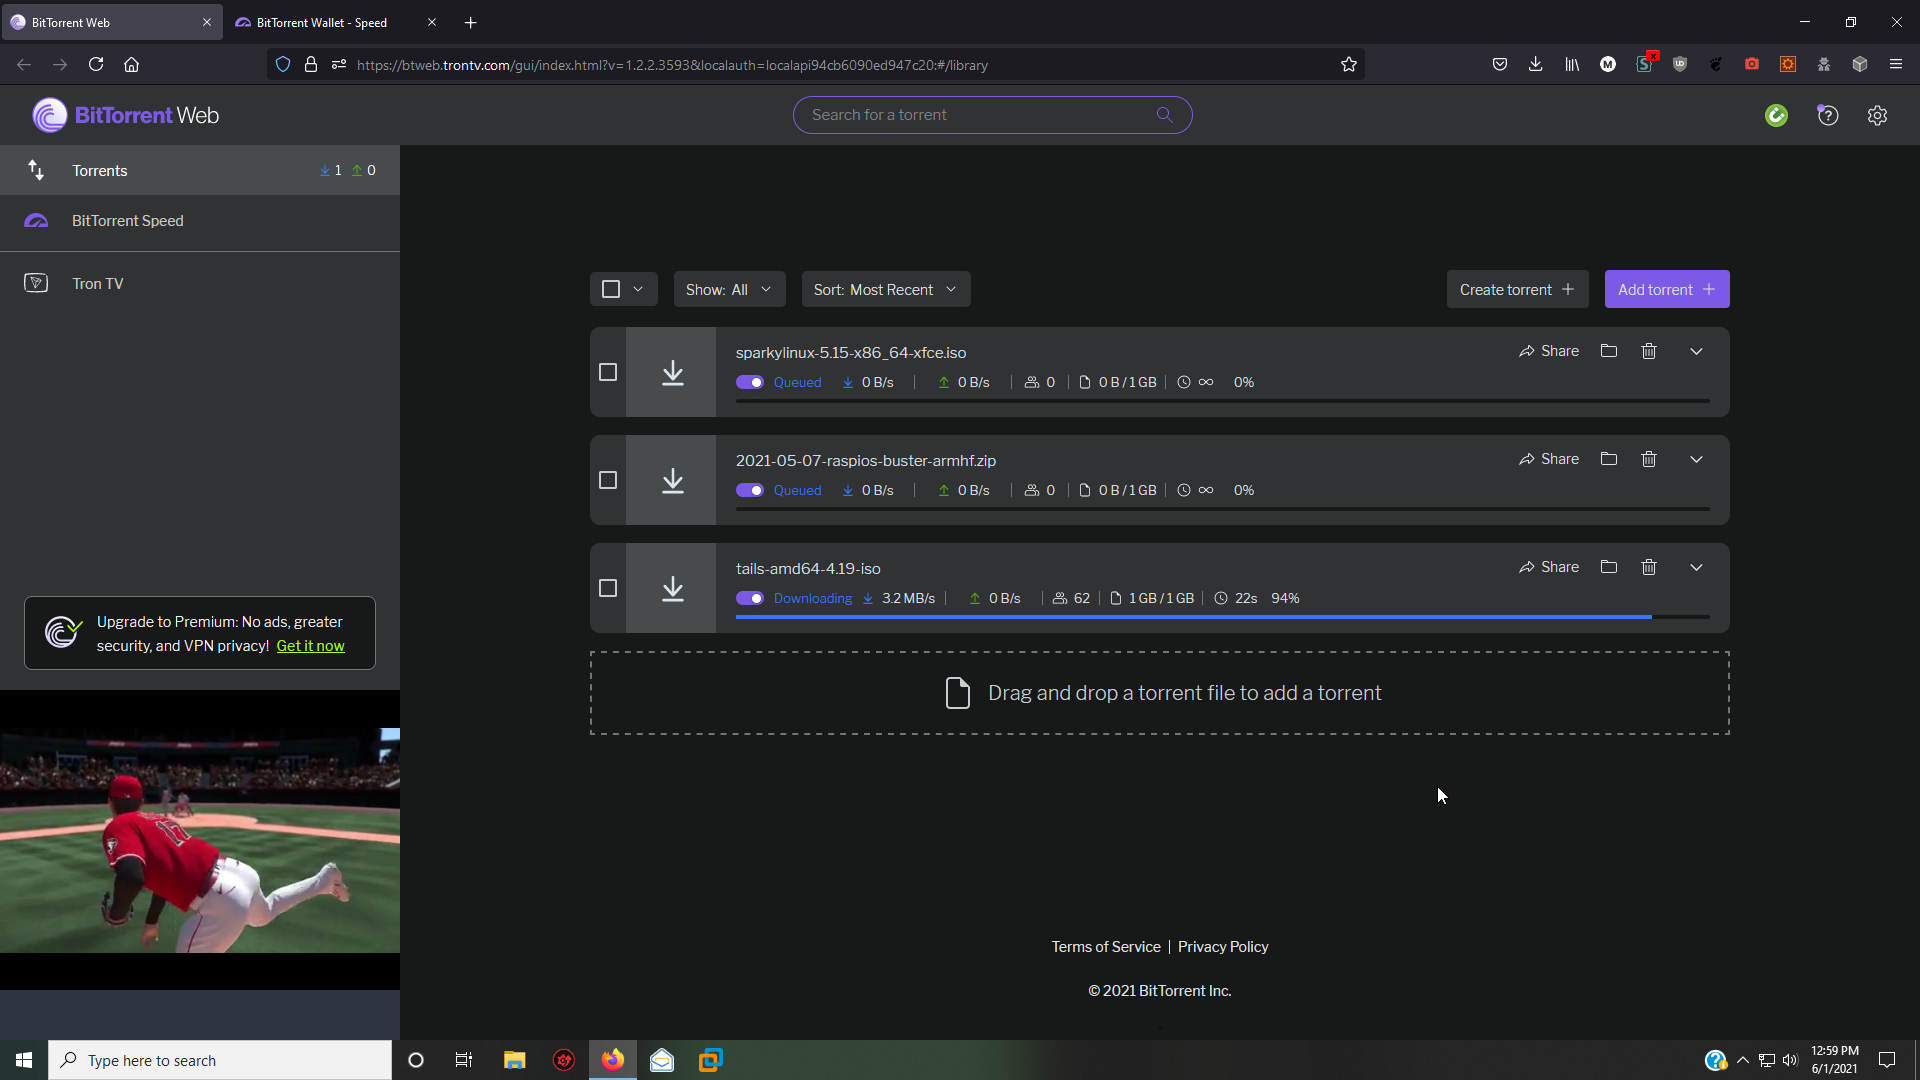 BitTorrent Web
BitTorrent Wallet - Speed
https://btweb.trontv.com/gui/index.html?v=1.2.2.3593&localauth=localapi94cb6090ed947c20:#/library
BitTorrent Web
Search for a torrent
Torrents
1 0
BitTorrent Speed
Tron TV
Show: All
Sort: Most Recent
Create torrent
Add torrent
sparkylinux-5.15-x86_64-xfce.iso
Share
Queued 0 B/s 0 B/s 0 0 B / 1 GB ∞ 0%
2021-05-07-raspios-buster-armhf.zip
Share
Queued 0 B/s 0 B/s 0 0 B / 1 GB ∞ 0%
tails-amd64-4.19-iso
Share
Downloading 3.2 MB/s 0 B/s 62 1 GB / 1 GB 22s 94%
Drag and drop a torrent file to add a torrent
Upgrade to Premium: No ads, greater
security, and VPN privacy! Get it now
17
Terms of Service | Privacy Policy
© 2021 BitTorrent Inc.
Type here to search
12:59 PM
6/1/2021